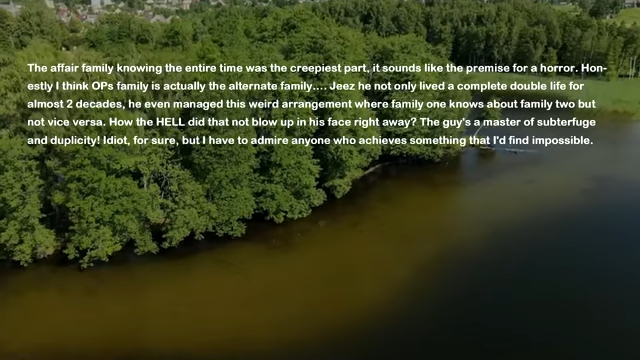 The affair family knowing the entire time was the creepiest part, it sounds like the premise for a horror. Hon-
estly I think OPs family is actually the alternate family.... Jeez he not only lived a complete double life for
almost 2 decades, he even managed this weird arrangement where family one knows about family two but
not vice versa. How the HELL did that not blow up in his face right away? The guy's a master of subterfuge
and duplicity! Idiot, for sure, but I have to admire anyone who achieves something that I'd find impossible.